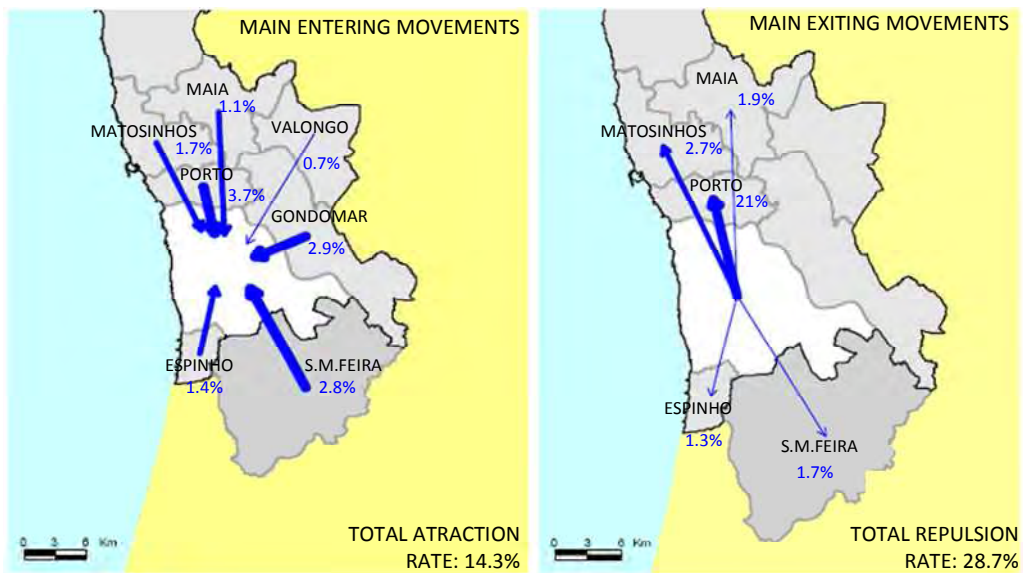 MAIN ENTERING MOVEMENTS
MAIA
1.1%
MATOSINHOS
VALONGO
1.7%
0.7%
PORTO
3.7%
GONDOMAR
2.9%
ESPINHO
S.M.FEIRA
1.4%
2.8%
0 3 6 Km
TOTAL ATRACTION
RATE: 14.3%
MAIN EXITING MOVEMENTS
MAIA
1.9%
MATOSINHOS
2.7%
PORTO
21%
ESPINHO
1.3%
S.M.FEIRA
1.7%
0 3 6 Km
TOTAL REPULSION
RATE: 28.7%